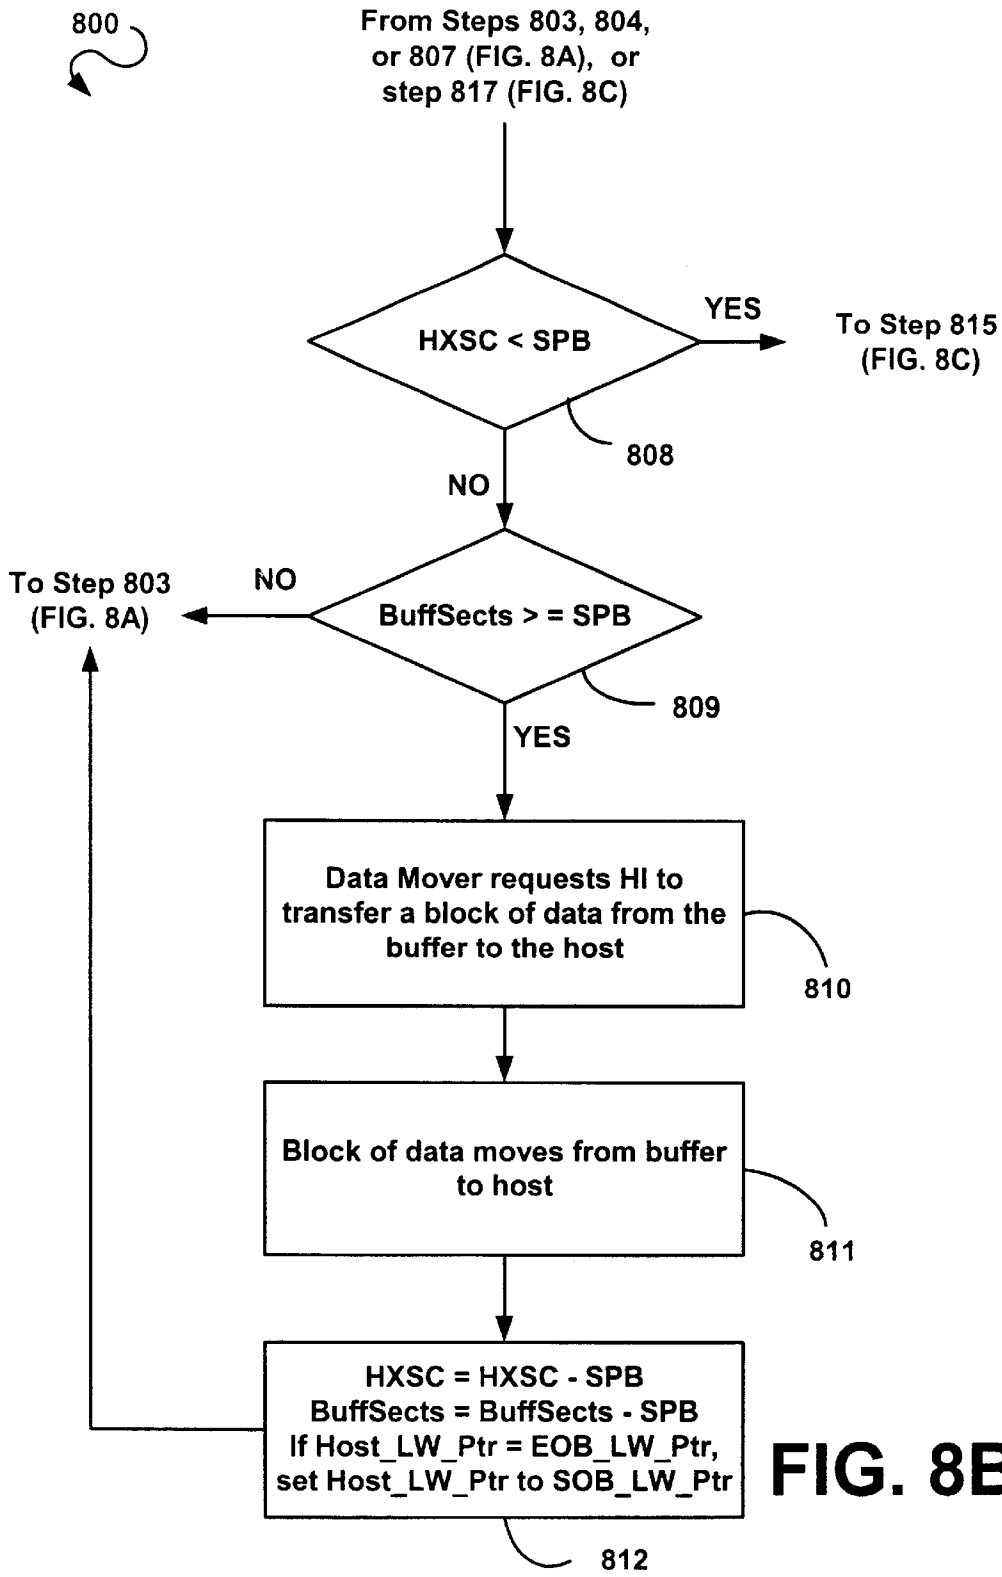 800
From Steps 803, 804,
or 807 (FIG. 8A), or
step 817 (FIG. 8C)
HXSC < SPB
YES
To Step 815
(FIG. 8C)
808
NO
To Step 803
(FIG. 8A)
NO
BuffSects > = SPB
809
YES
Data Mover requests HI to
transfer a block of data from the
buffer to the host
810
Block of data moves from buffer
to host
811
HXSC = HXSC - SPB
BuffSects = BuffSects - SPB
If Host_LW_Ptr = EOB_LW_Ptr,
set Host_LW_Ptr to SOB_LW_Ptr
812
FIG. 8B